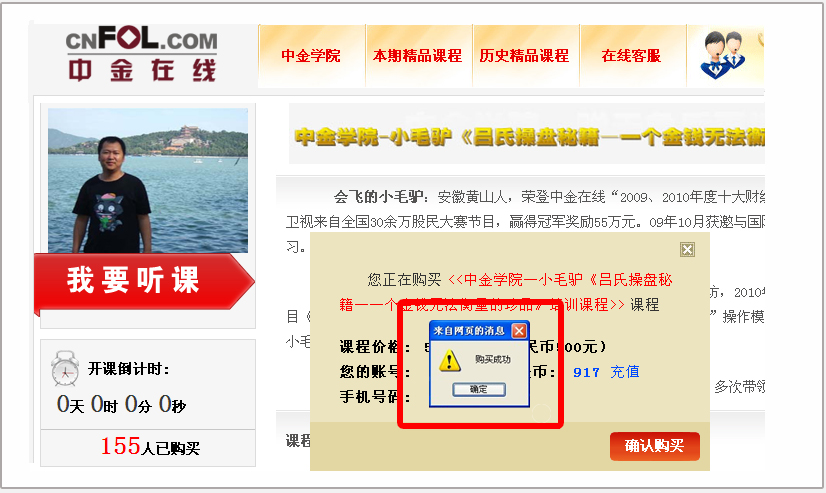 CNFOL.COM
中金在线
中金学院
本期精品课程
历史精品课程
在线客服
中金学院-小毛驴《吕氏操盘秘籍—一个金钱无法衡
会飞的小毛驴：安徽黄山人，荣登中金在线“2009、2010年度十大财经
卫视来自全国30余万股民大赛节目，赢得冠军奖励55万元。09年10月获邀与国际
习。
我要听课
您正在购买 <<中金学院—小毛驴《吕氏操盘秘
籍——一个金钱无法衡量的珍品》培训课程>> 课程
，2010年
目《
”操作模
小毛
来自网页的消息
购买成功
确定
课程价格：
民币500元）
您的账号：
币： 917 充值
手机号码：
多次带领
开课倒计时：
0天 0时 0分 0秒
155人已购买
课程
确认购买